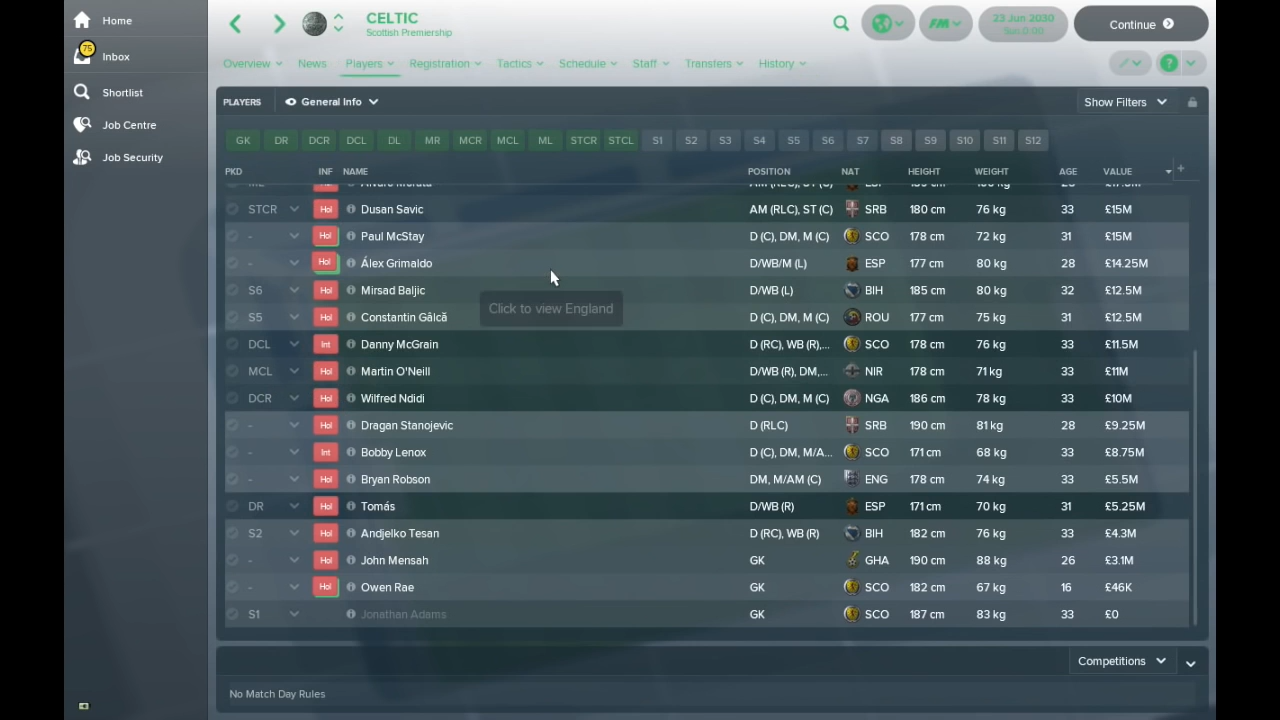 Home
75
Inbox
Shortlist
Job Centre
Job Security
CELTIC
Scottish Premiership
FM
23 Jun 2030
Sun 0:00
Continue
Overview News Players Registration Tactics Schedule Staff Transfers History
?
PLAYERS General Info Show Filters
GK DR DCR DCL DL MR MCR MCL ML STCR STCL S1 S2 S3 S4 S5 S6 S7 S8 S9 S10 S11 S12
PKD INF NAME POSITION NAT HEIGHT WEIGHT AGE VALUE +
STCR Hol Dusan Savic AM (RLC), ST (C) SRB 180 cm 76 kg 33 £15M
- Hol Paul McStay D (C), DM, M (C) SCO 178 cm 72 kg 31 £15M
- Hol Álex Grimaldo D/WB/M (L) ESP 177 cm 80 kg 28 £14.25M
S6 Hol Mirsad Baljic D/WB (L) BIH 185 cm 80 kg 32 £12.5M
Click to view England
S5 Hol Constantin Gâlcă D (C), DM, M (C) ROU 177 cm 75 kg 31 £12.5M
DCL Int Danny McGrain D (RC), WB (R),... SCO 178 cm 76 kg 33 £11.5M
MCL Hol Martin O'Neill D/WB (R), DM,... NIR 178 cm 71 kg 33 £11M
DCR Hol Wilfred Ndidi D (C), DM, M (C) NGA 186 cm 78 kg 33 £10M
- Hol Dragan Stanojevic D (RLC) SRB 190 cm 81 kg 28 £9.25M
- Int Bobby Lenox D (C), DM, M/A... SCO 171 cm 68 kg 33 £8.75M
- Hol Bryan Robson DM, M/AM (C) ENG 178 cm 74 kg 33 £5.5M
DR Hol Tomás D/WB (R) ESP 171 cm 70 kg 31 £5.25M
S2 Hol Andjelko Tesan D (RC), WB (R) BIH 182 cm 76 kg 33 £4.3M
- Hol John Mensah GK GHA 190 cm 88 kg 26 £3.1M
- Hol Owen Rae GK SCO 182 cm 67 kg 16 £46K
S1 Jonathan Adams GK SCO 187 cm 83 kg 33 £0
Competitions
No Match Day Rules